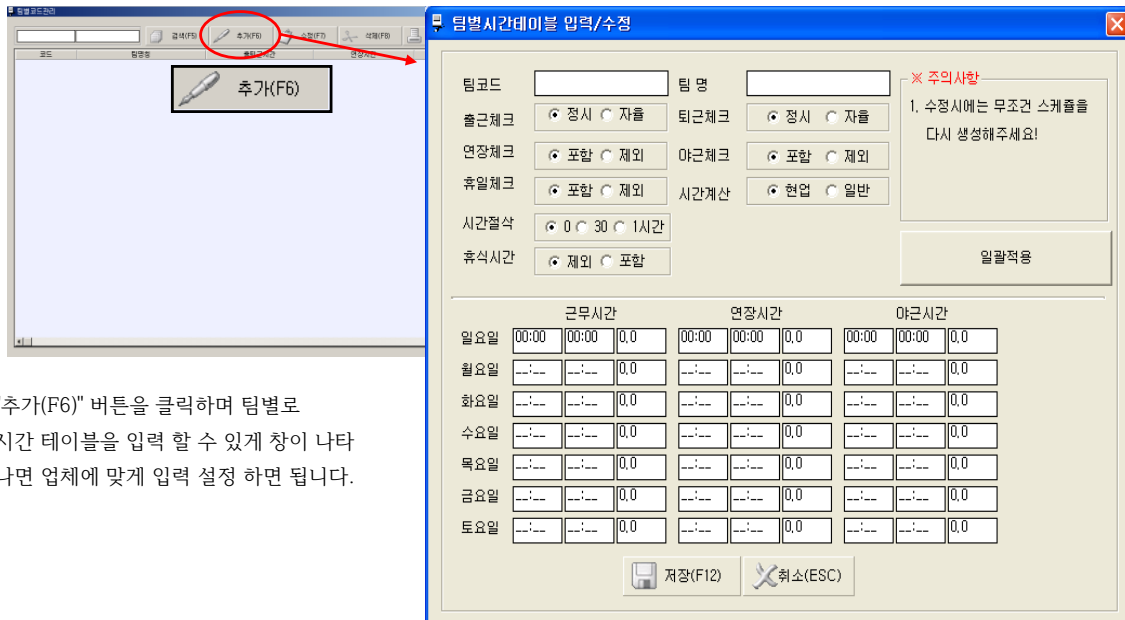 팀별코드관리
검색(F5) 추가(F6) 수정(F7) 삭제(F8)
코드 팀명칭 출퇴근시간 연장시간
추가(F6)
"추가(F6)" 버튼을 클릭하며 팀별로
시간 테이블을 입력 할 수 있게 창이 나타
나면 업체에 맞게 입력 설정 하면 됩니다.
팀별시간테이블 입력/수정
팀코드 팀 명
출근체크 정시 자율 퇴근체크 정시 자율
연장체크 포함 제외 야근체크 포함 제외
휴일체크 포함 제외 시간계산 현업 일반
시간절삭 0 30 1시간
휴식시간 제외 포함
※ 주의사항
1. 수정시에는 무조건 스케쥴을
다시 생성해주세요!
일괄적용
근무시간 연장시간 야근시간
일요일 00:00 00:00 0.0 00:00 00:00 0.0 00:00 00:00 0.0
월요일 __:__ __:__ 0.0 __:__ __:__ 0.0 __:__ __:__ 0.0
화요일 __:__ __:__ 0.0 __:__ __:__ 0.0 __:__ __:__ 0.0
수요일 __:__ __:__ 0.0 __:__ __:__ 0.0 __:__ __:__ 0.0
목요일 __:__ __:__ 0.0 __:__ __:__ 0.0 __:__ __:__ 0.0
금요일 __:__ __:__ 0.0 __:__ __:__ 0.0 __:__ __:__ 0.0
토요일 __:__ __:__ 0.0 __:__ __:__ 0.0 __:__ __:__ 0.0
저장(F12) 취소(ESC)